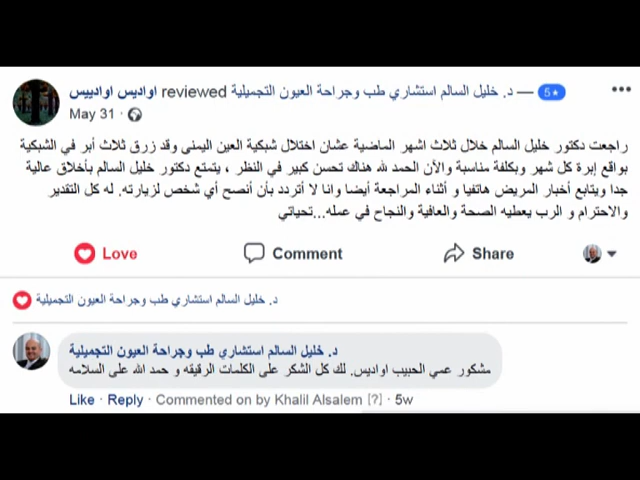 اواديس اوادييس reviewed د. خليل السالم استشاري طب وجراحة العيون التجميلية — 5★
May 31 ·
راجعت دكتور خليل السالم خلال ثلاث اشهر الماضية عشان اختلال شبكية العين اليمنى وقد زرق ثلاث أبر في الشبكية
بواقع إبرة كل شهر وبكلفة مناسبة والآن الحمد لله هناك تحسن كبير في النظر ، يتمتع دكتور خليل السالم بأخلاق عالية
جدا ويتابع أخبار المريض هاتفيا و أثناء المراجعة أيضا وانا لا أتردد بأن أنصح أي شخص لزيارته. له كل التقدير
والاحترام و الرب يعطيه الصحة والعافية والنجاح في عمله...تحياتي
Love Comment Share
د. خليل السالم استشاري طب وجراحة العيون التجميلية
د. خليل السالم استشاري طب وجراحة العيون التجميلية
مشكور عمي الحبيب اواديس. لك كل الشكر على الكلمات الرقيقه و حمد الله على السلامه
Like · Reply · Commented on by Khalil Alsalem [?] · 5w